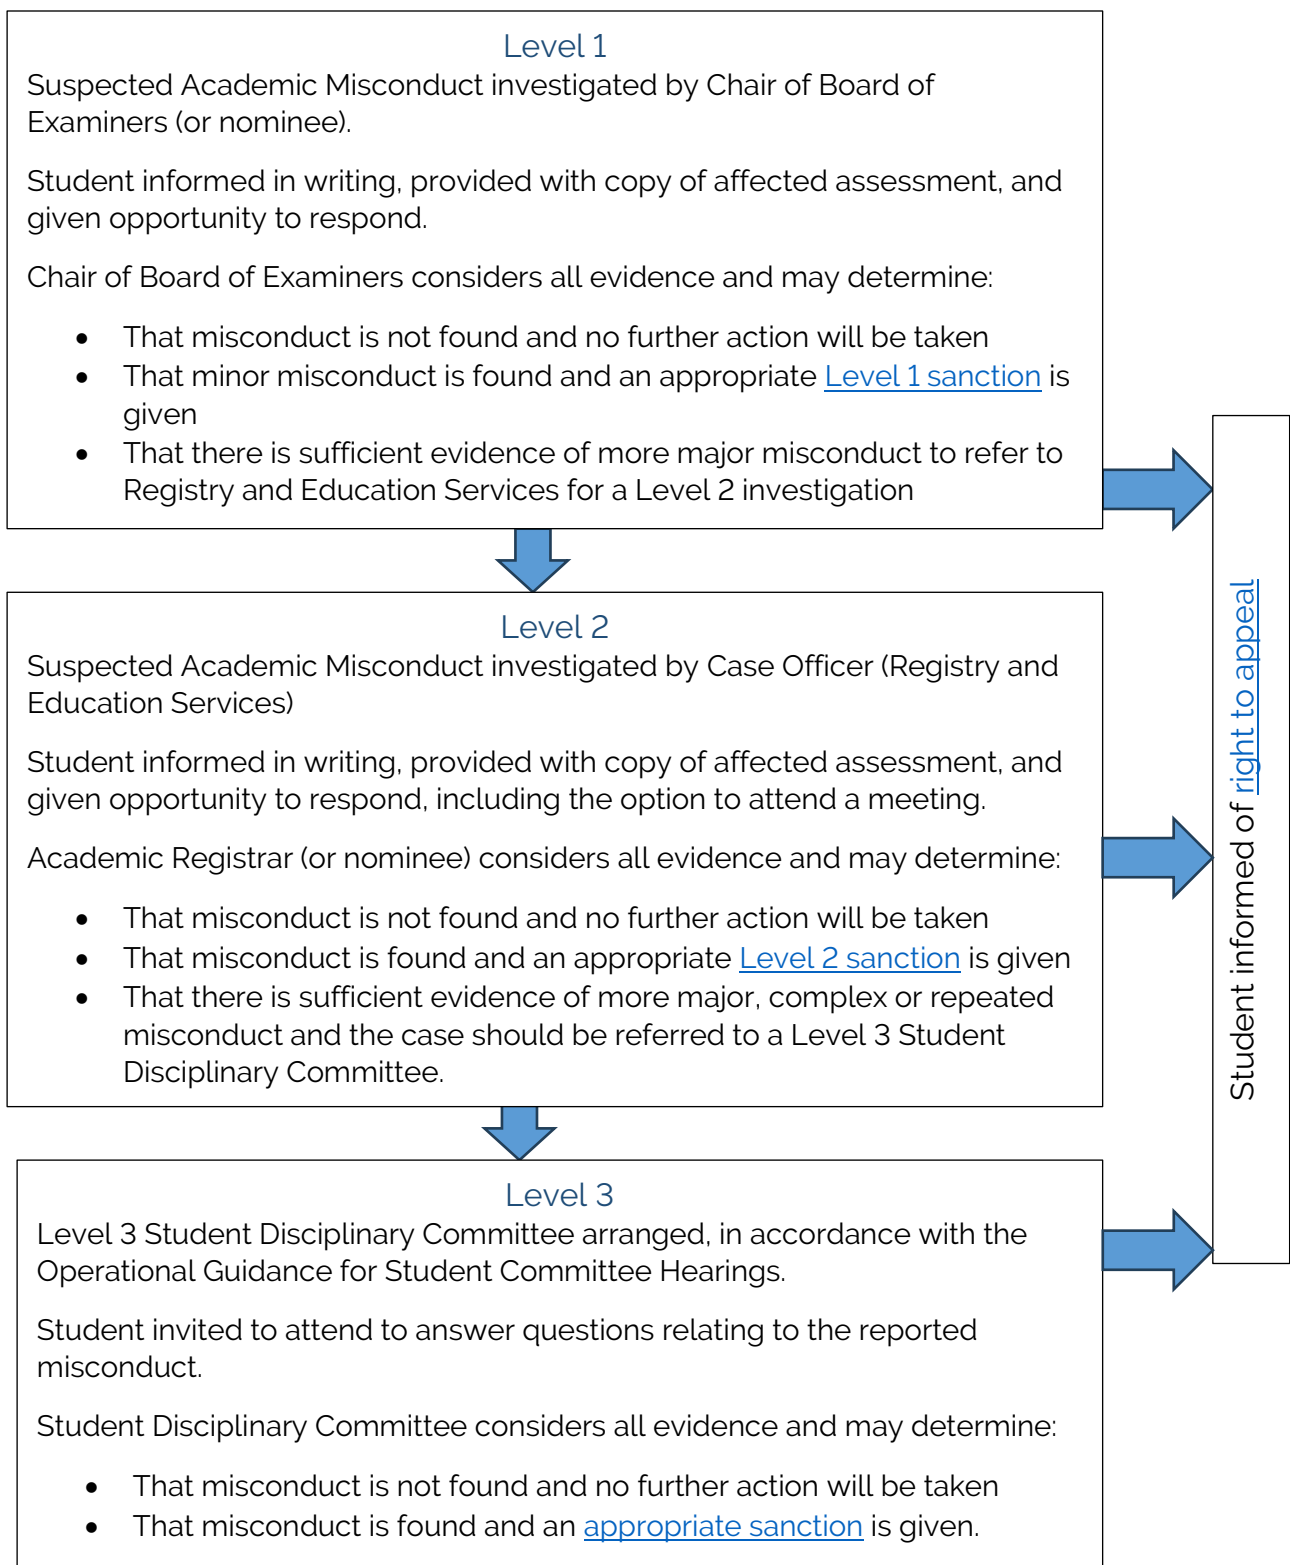 Level 1
Suspected Academic Misconduct investigated by Chair of Board of
Examiners (or nominee).
Student informed in writing, provided with copy of affected assessment, and
given opportunity to respond.
Chair of Board of Examiners considers all evidence and may determine:
• That misconduct is not found and no further action will be taken
• That minor misconduct is found and an appropriate Level 1 sanction is
given
• That there is sufficient evidence of more major misconduct to refer to
Registry and Education Services for a Level 2 investigation
Level 2
Suspected Academic Misconduct investigated by Case Officer (Registry and
Education Services)
Student informed in writing, provided with copy of affected assessment, and
given opportunity to respond, including the option to attend a meeting.
Academic Registrar (or nominee) considers all evidence and may determine:
• That misconduct is not found and no further action will be taken
• That misconduct is found and an appropriate Level 2 sanction is given
• That there is sufficient evidence of more major, complex or repeated
misconduct and the case should be referred to a Level 3 Student
Disciplinary Committee.
Level 3
Level 3 Student Disciplinary Committee arranged, in accordance with the
Operational Guidance for Student Committee Hearings.
Student invited to attend to answer questions relating to the reported
misconduct.
Student Disciplinary Committee considers all evidence and may determine:
• That misconduct is not found and no further action will be taken
• That misconduct is found and an appropriate sanction is given.
Student informed of right to appeal